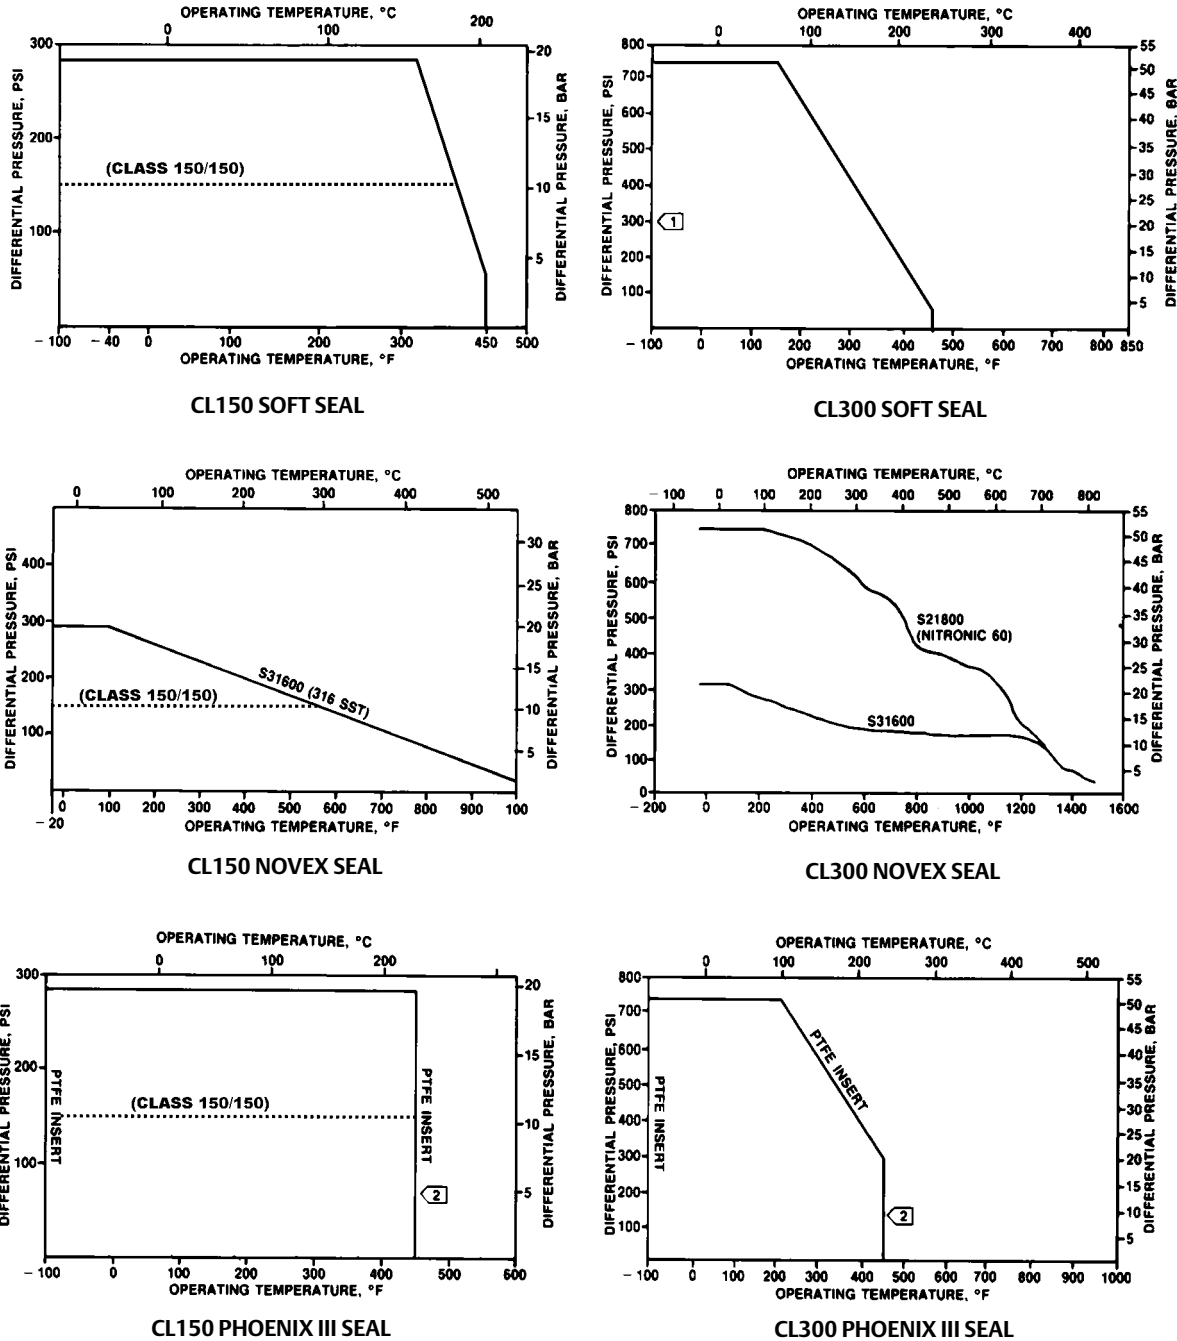 OPERATING TEMPERATURE, °C
0 100 200
300 200 100
DIFFERENTIAL PRESSURE, PSI
(CLASS 150/150)
20 15 10 5
DIFFERENTIAL PRESSURE, BAR
– 100 – 40 0 200 300 450 500
OPERATING TEMPERATURE, °F
CL150 SOFT SEAL
OPERATING TEMPERATURE, °C
0 100 200 300 400
800 700 600 500 400 300 200 100
DIFFERENTIAL PRESSURE, PSI
1
55 50 45 40 35 30 25 20 15 10 5
DIFFERENTIAL PRESSURE, BAR
– 100 0 100 200 300 400 500 600 700 800 850
OPERATING TEMPERATURE, °F
CL300 SOFT SEAL
OPERATING TEMPERATURE, °C
0 100 200 300 400 500
400 300 200 100
DIFFERENTIAL PRESSURE, PSI
S31600 (316 SST)
(CLASS 150/150)
30 25 20 15 10 5
DIFFERENTIAL PRESSURE, BAR
0 100 200 300 400 500 600 700 800 900 100
– 20
OPERATING TEMPERATURE, °F
CL150 NOVEX SEAL
OPERATING TEMPERATURE, °C
– 100 0 100 200 300 400 500 600 700 800
800 700 600 500 400 300 200 100 0
DIFFERENTIAL PRESSURE, PSI
S21800
(NITRONIC 60)
S31600
55 50 45 40 35 30 25 20 15 10 5
DIFFERENTIAL PRESSURE, BAR
– 200 0 200 400 600 800 1000 1200 1400 1600
OPERATING TEMPERATURE, °F
CL300 NOVEX SEAL
OPERATING TEMPERATURE, °C
0 100 200
300 200 100
DIFFERENTIAL PRESSURE, PSI
PTFE INSERT
(CLASS 150/150)
PTFE INSERT
2
20 15 10 5
DIFFERENTIAL PRESSURE, BAR
– 100 0 100 200 300 400 500 600
OPERATING TEMPERATURE, °F
CL150 PHOENIX III SEAL
OPERATING TEMPERATURE, °C
0 100 200 300 400 500
800 700 600 500 400 300 200 100
DIFFERENTIAL PRESSURE, PSI
PTFE INSERT
PTFE INSERT
2
55 50 45 40 35 30 25 20 15 10 5
DIFFERENTIAL PRESSURE, BAR
– 100 0 100 200 300 400 500 600 700 800 900 1000
OPERATING TEMPERATURE, °F
CL300 PHOENIX III SEAL